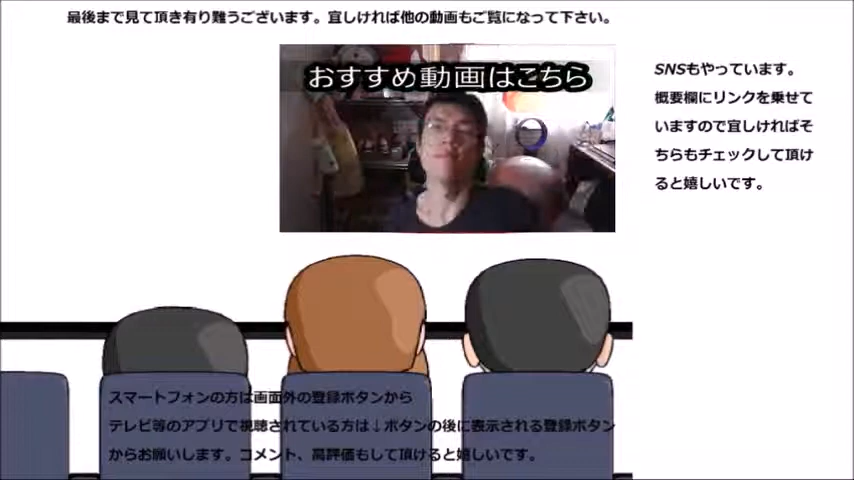 最後まで見て頂き有り難うございます。宜しければ他の動画もご覧になって下さい。
おすすめ動画はこちら
SNSもやっています。
概要欄にリンクを乗せて
いますので宜しければそ
ちらもチェックして頂け
ると嬉しいです。
スマートフォンの方は画面外の登録ボタンから
テレビ等のアプリで視聴されている方は↓ボタンの後に表示される登録ボタン
からお願いします。コメント、高評価もして頂けると嬉しいです。